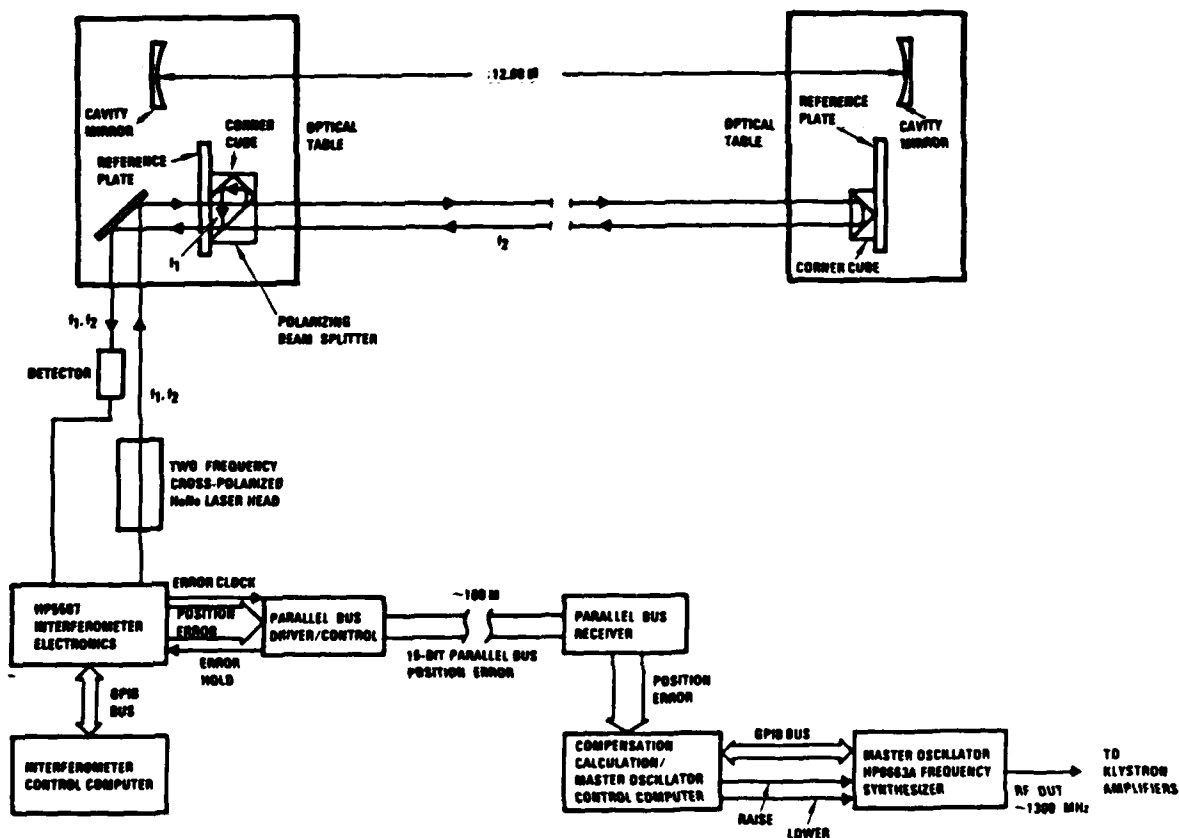 CAVITY
MIRROR
REFERENCE
PLATE
CORNER
CUBE
OPTICAL
TABLE
f1
f2
POLARIZING
BEAM SPLITTER
OPTICAL
TABLE
REFERENCE
PLATE
CAVITY
MIRROR
CORNER CUBE
f1, f2
DETECTOR
f1, f2
TWO FREQUENCY
CROSS-POLARIZED
HeNe LASER HEAD
INTERFEROMETER
ELECTRONICS
ERROR CLOCK
POSITION
ERROR
ERROR
HOLD
PARALLEL BUS
DRIVER/CONTROL
~100 M
PARALLEL BUS
POSITION ERROR
PARALLEL BUS
RECEIVER
POSITION
ERROR
GPIB
BUS
INTERFEROMETER
CONTROL COMPUTER
COMPENSATION
CALCULATION/
MASTER OSCILLATOR
CONTROL COMPUTER
GPIB BUS
RAISE
LOWER
MASTER OSCILLATOR
FREQUENCY
SYNTHESIZER
RF OUT
~1300 MHz
TO
KLYSTRON
AMPLIFIERS